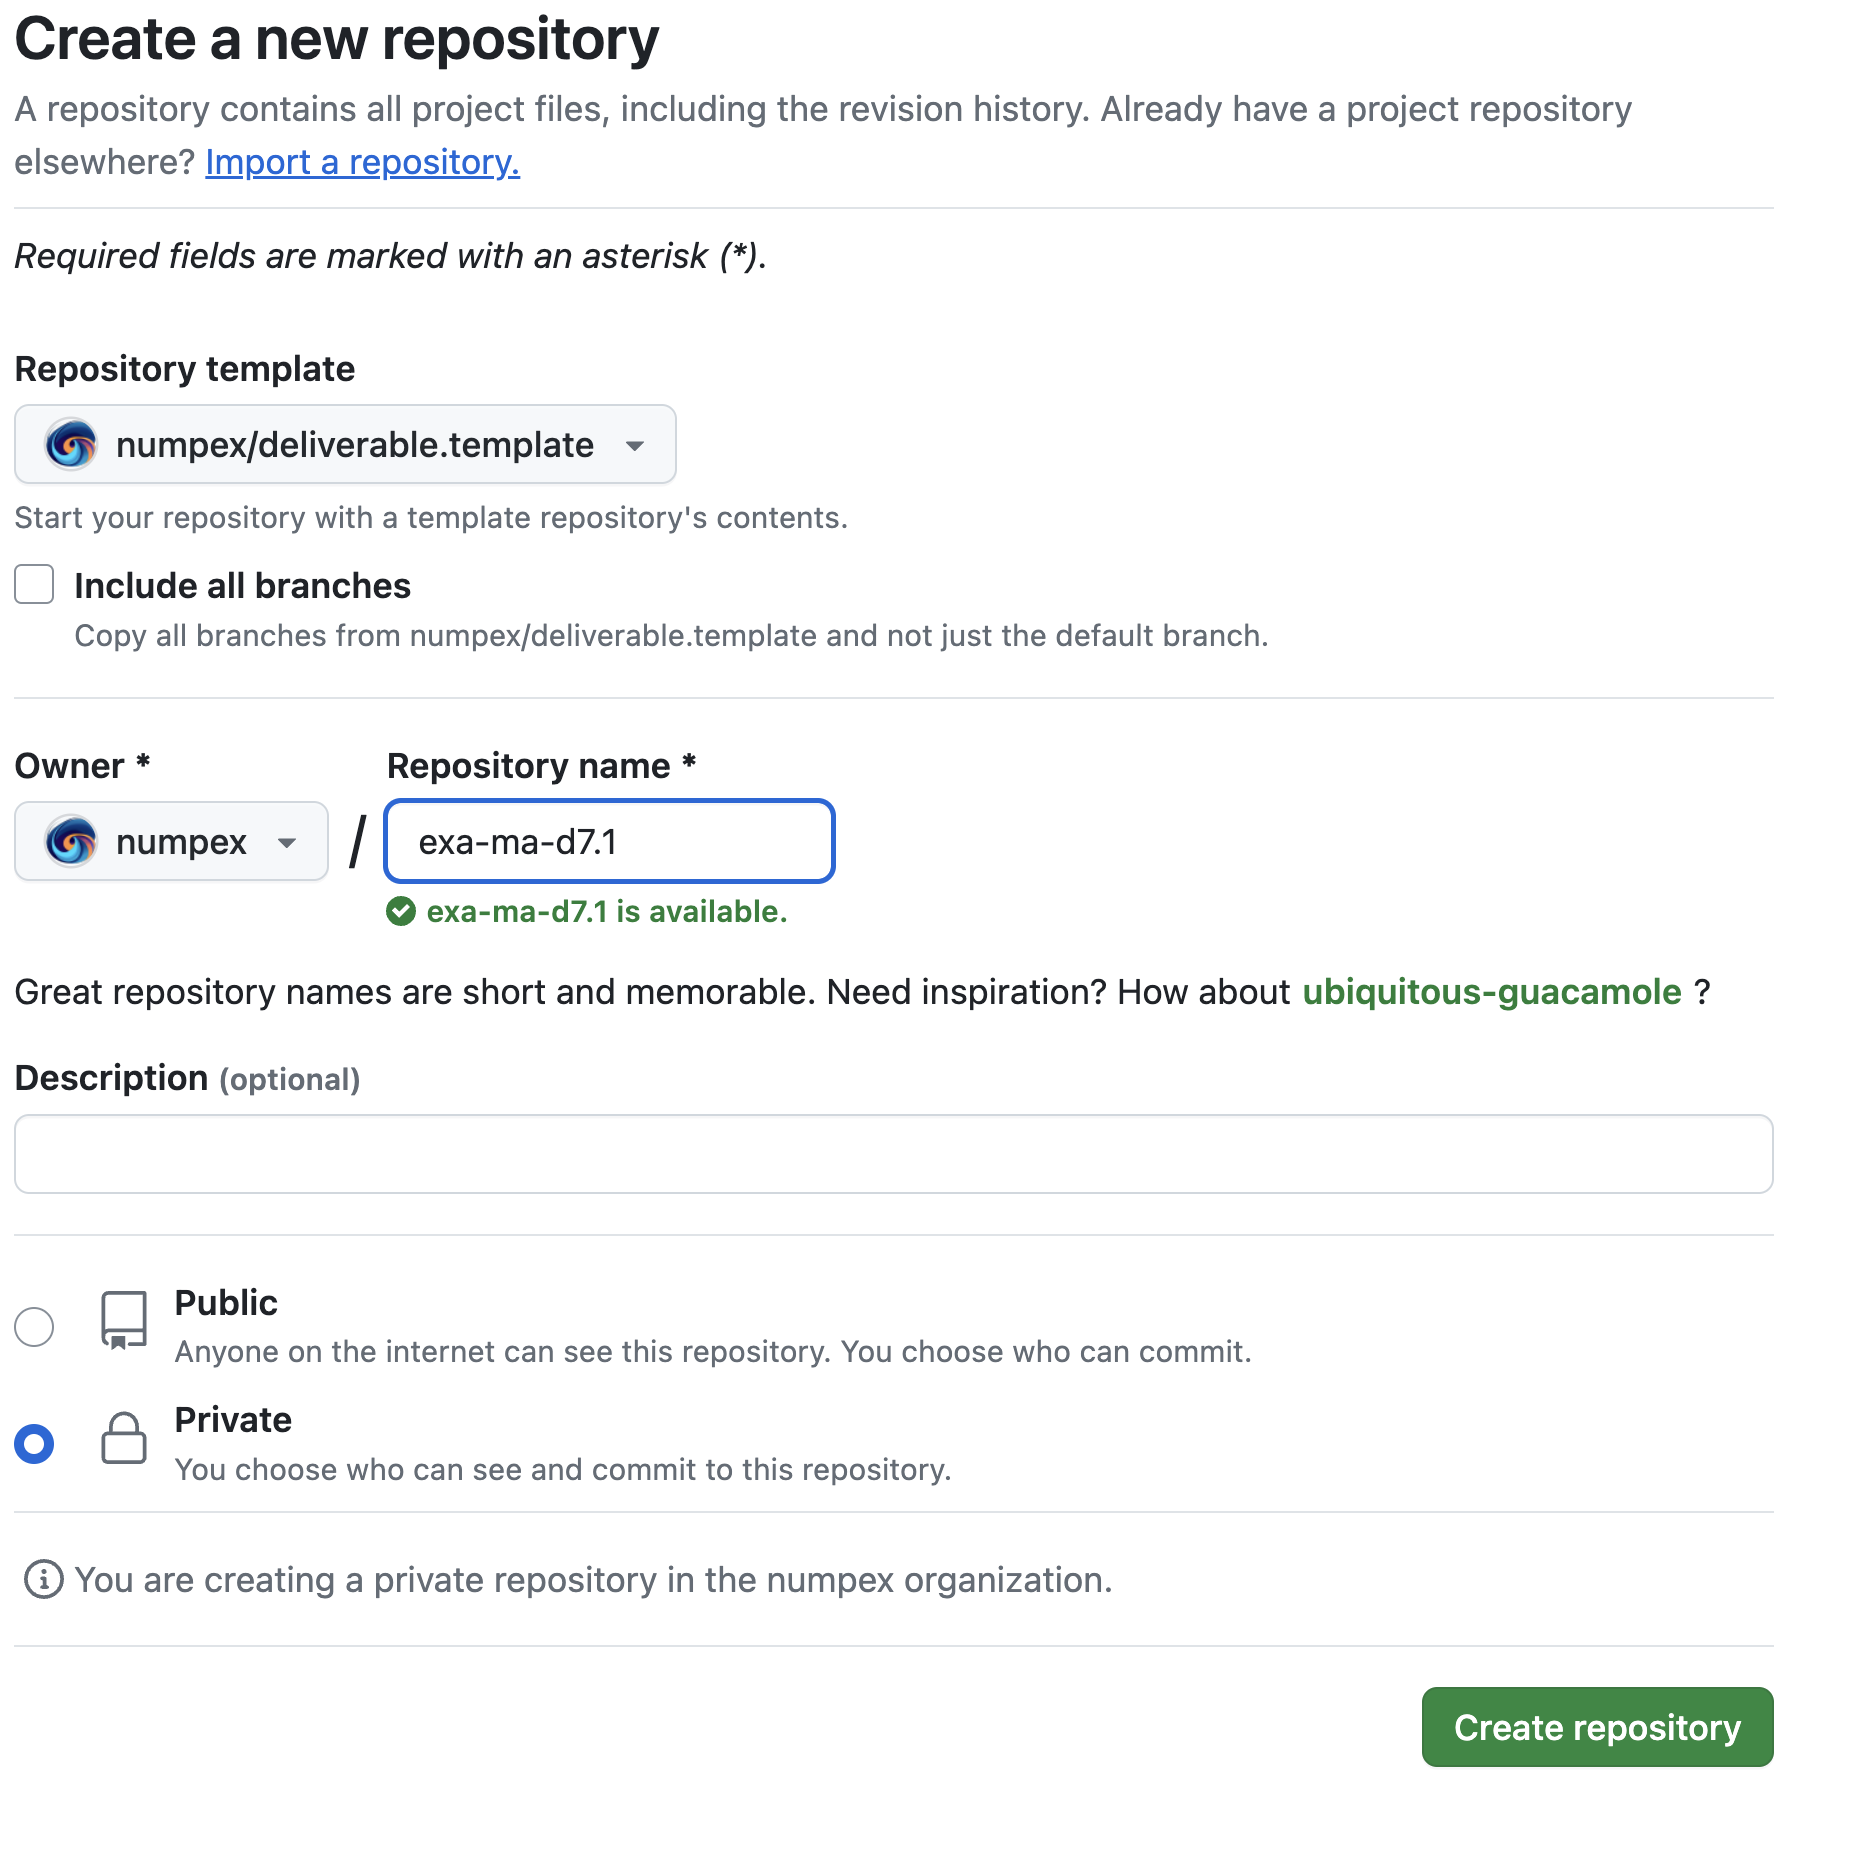 Create a new repository
A repository contains all project files, including the revision history. Already have a project repository
elsewhere? Import a repository.
Required fields are marked with an asterisk (*).
Repository template
numpex/deliverable.template
Start your repository with a template repository's contents.
Include all branches
Copy all branches from numpex/deliverable.template and not just the default branch.
Owner * Repository name *
numpex / exa-ma-d7.1
exa-ma-d7.1 is available.
Great repository names are short and memorable. Need inspiration? How about ubiquitous-guacamole ?
Description (optional)
Public
Anyone on the internet can see this repository. You choose who can commit.
Private
You choose who can see and commit to this repository.
You are creating a private repository in the numpex organization.
Create repository